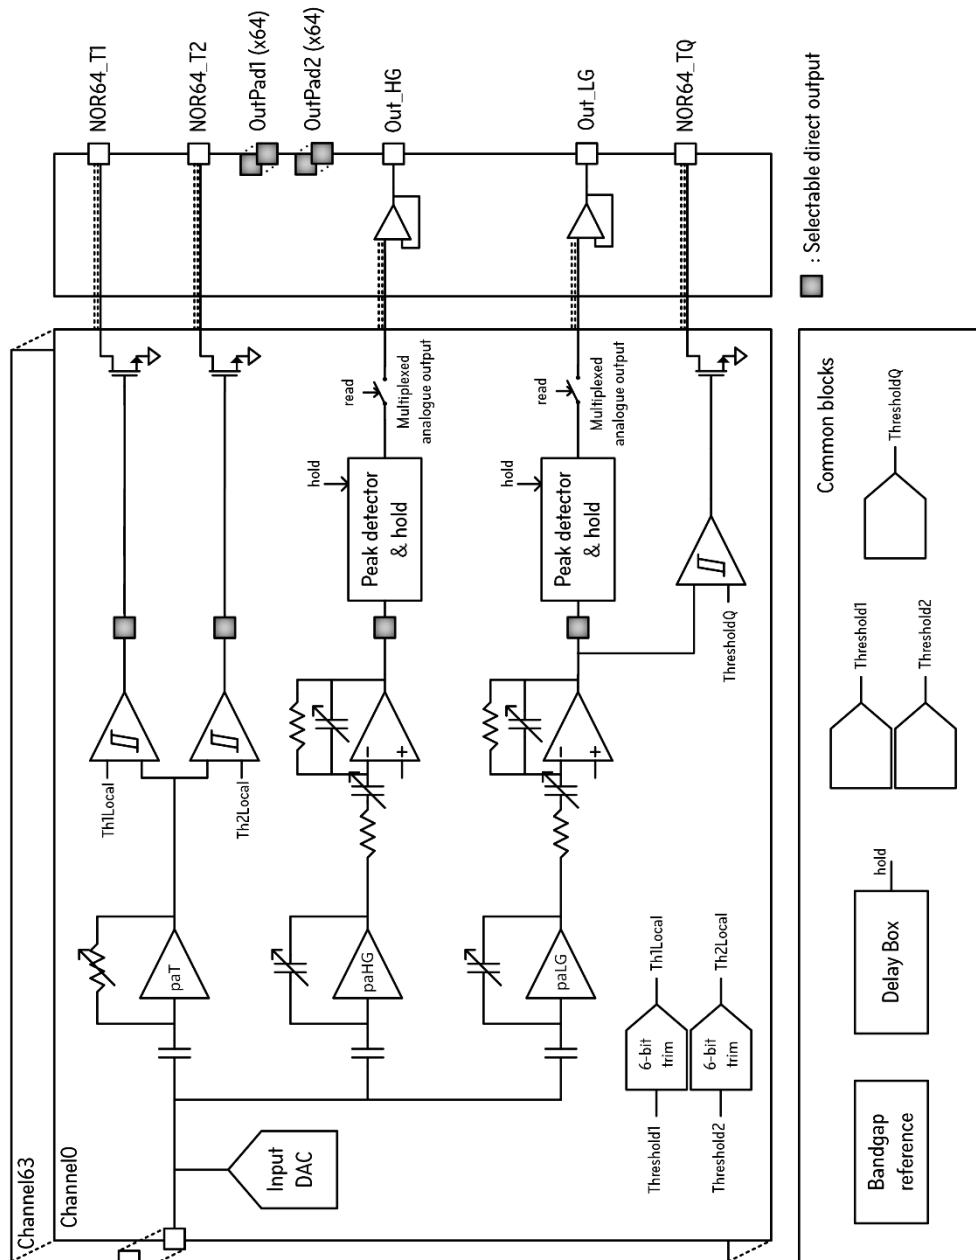 Channel63
Channel0
Input
DAC
paT
paHG
paLG
Th1Local
Th2Local
−
+
−
+
hold
Peak detector
& hold
read
Multiplexed
analogue output
hold
Peak detector
& hold
read
Multiplexed
analogue output
ThresholdQ
Threshold1
6-bit
trim
Th1Local
Threshold2
6-bit
trim
Th2Local
NOR64_T1
NOR64_T2
OutPad1 (x64)
OutPad2 (x64)
Out_HG
Out_LG
NOR64_TQ
: Selectable direct output
Common blocks
Bandgap
reference
Delay Box
hold
Threshold1
Threshold2
ThresholdQ